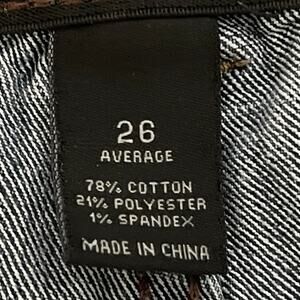 26
AVERAGE
78% COTTON
21% POLYESTER
1% SPANDEX
MADE IN CHINA